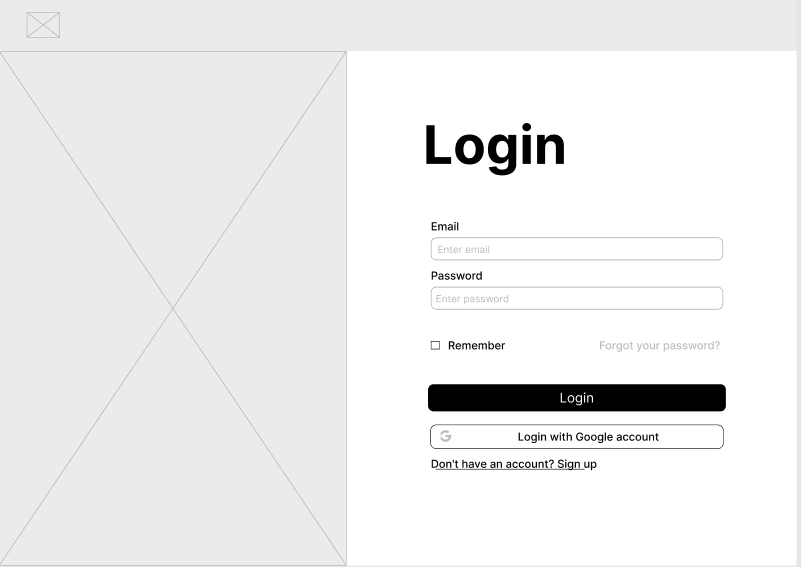 Login
Email
Enter email
Password
Enter password
Remember
Forgot your password?
Login
Login with Google account
Don't have an account? Sign up